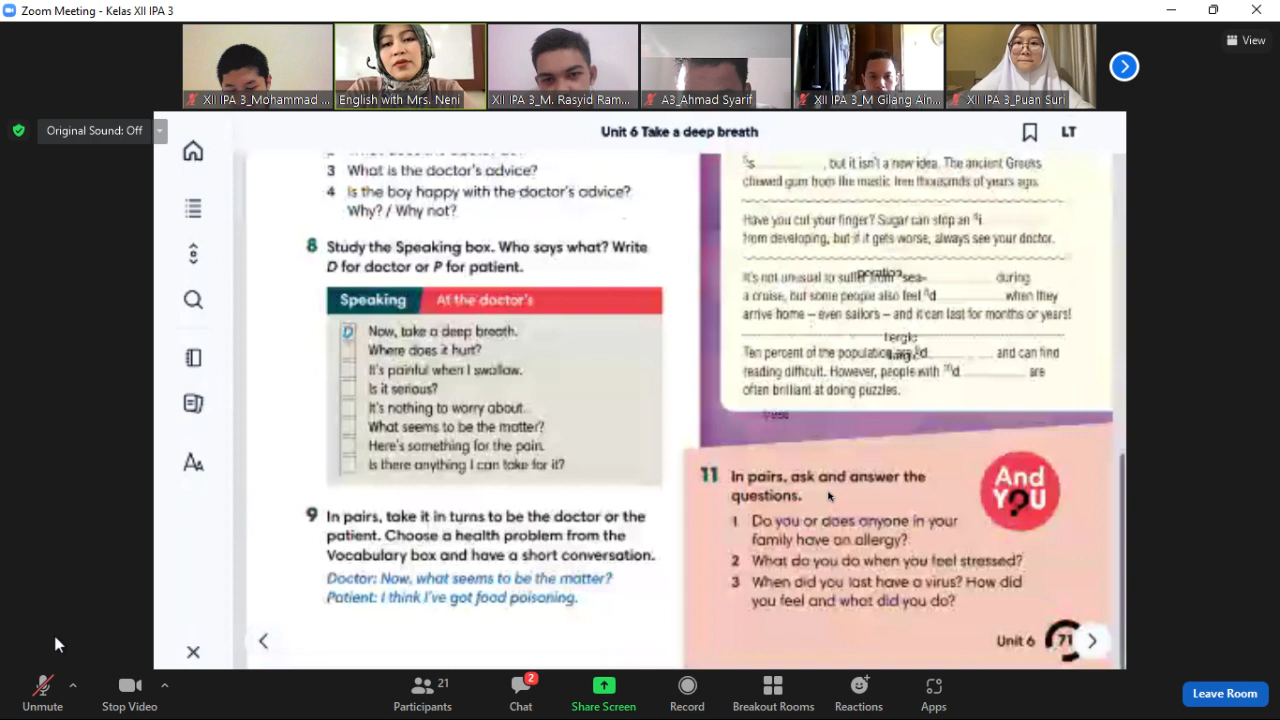 Zoom Meeting - Kelas XII IPA 3
View
XII IPA 3_Mohammad ...
English with Mrs. Neni
XII IPA 3_M. Rasyid Ram...
A3_Ahmad Syarif
XII IPA 3_M Gilang Ain...
XII IPA 3_Puan Suri
Original Sound: Off
Unit 6 Take a deep breath
LT
3 What is the doctor's advice?
4 Is the boy happy with the doctor's advice?
Why? / Why not?
8 Study the Speaking box. Who says what? Write
D for doctor or P for patient.
Speaking At the doctor's
D Now, take a deep breath.
Where does it hurt?
It's painful when I swallow.
Is it serious?
It's nothing to worry about.
What seems to be the matter?
Here's something for the pain.
Is there anything I can take for it?
9 In pairs, take it in turns to be the doctor or the
patient. Choose a health problem from the
Vocabulary box and have a short conversation.
Doctor: Now, what seems to be the matter?
Patient: I think I've got food poisoning.
s , but it isn't a new idea. The ancient Greeks
chewed gum from the mastic tree thousands of years ago.
Have you cut your finger? Sugar can stop an i
from developing, but if it gets worse, always see your doctor.
It's not unusual to suffer from sea- during
a cruise, but some people also feel d when they
arrive home – even sailors – and it can last for months or years!
Ten percent of the population are d and can find
reading difficult. However, people with 10d are
often brilliant at doing puzzles.
11 In pairs, ask and answer the
questions.
And
YOU
1 Do you or does anyone in your
family have an allergy?
2 What do you do when you feel stressed?
3 When did you last have a virus? How did
you feel and what did you do?
Unit 6 71
Unmute
Stop Video
21
Participants
2
Chat
Share Screen
Record
Breakout Rooms
Reactions
Apps
Leave Room